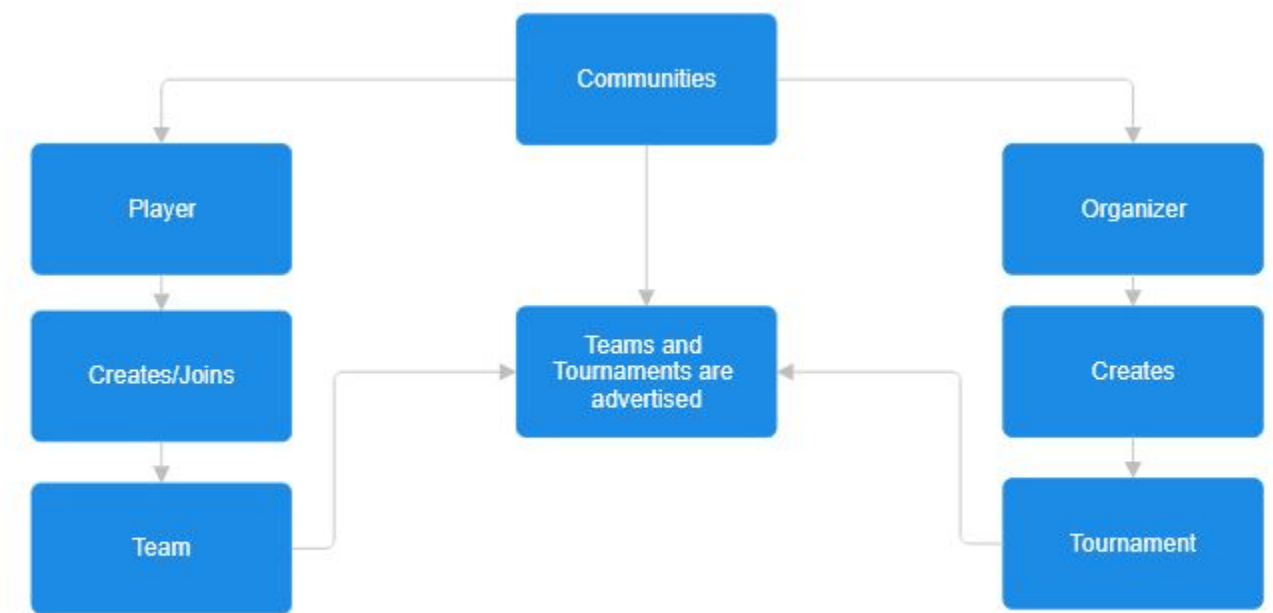 Communities
Player
Organizer
Creates/Joins
Teams and
Tournaments are
advertised
Creates
Team
Tournament